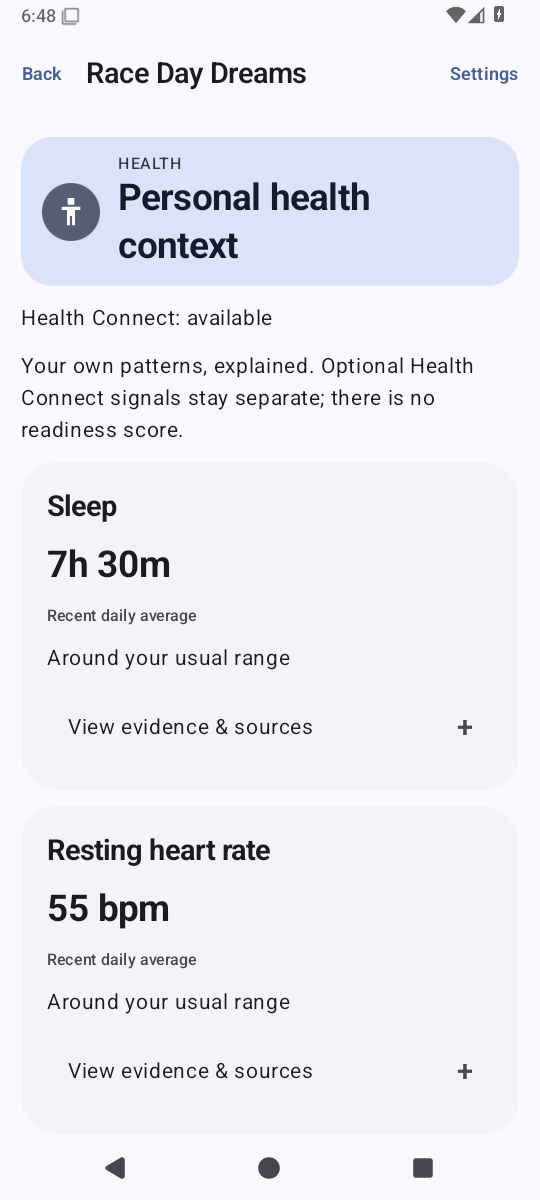 6:48
Back Race Day Dreams Settings
HEALTH
Personal health
context
Health Connect: available
Your own patterns, explained. Optional Health
Connect signals stay separate; there is no
readiness score.
Sleep
7h 30m
Recent daily average
Around your usual range
View evidence & sources +
Resting heart rate
55 bpm
Recent daily average
Around your usual range
View evidence & sources +